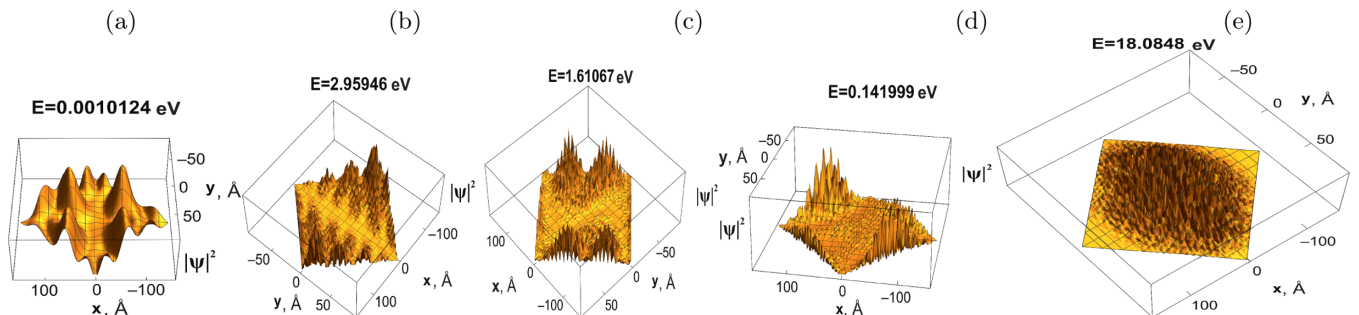 (a)
E=0.0010124 eV
−50
0
y, Å
50
|ψ|²
100
0
−100
x, Å
(b)
E=2.95946 eV
|ψ|²
−100
0
x, Å
100
−50
0
y, Å
50
(c)
E=1.61067 eV
|ψ|²
100
0
x, Å
−100
−50
0
y, Å
50
(d)
E=0.141999 eV
−50
y, Å
0
50
|ψ|²
100
0
−100
x, Å
(e)
E=18.0848 eV
−50
0
y, Å
50
|ψ|²
−100
0
x, Å
100